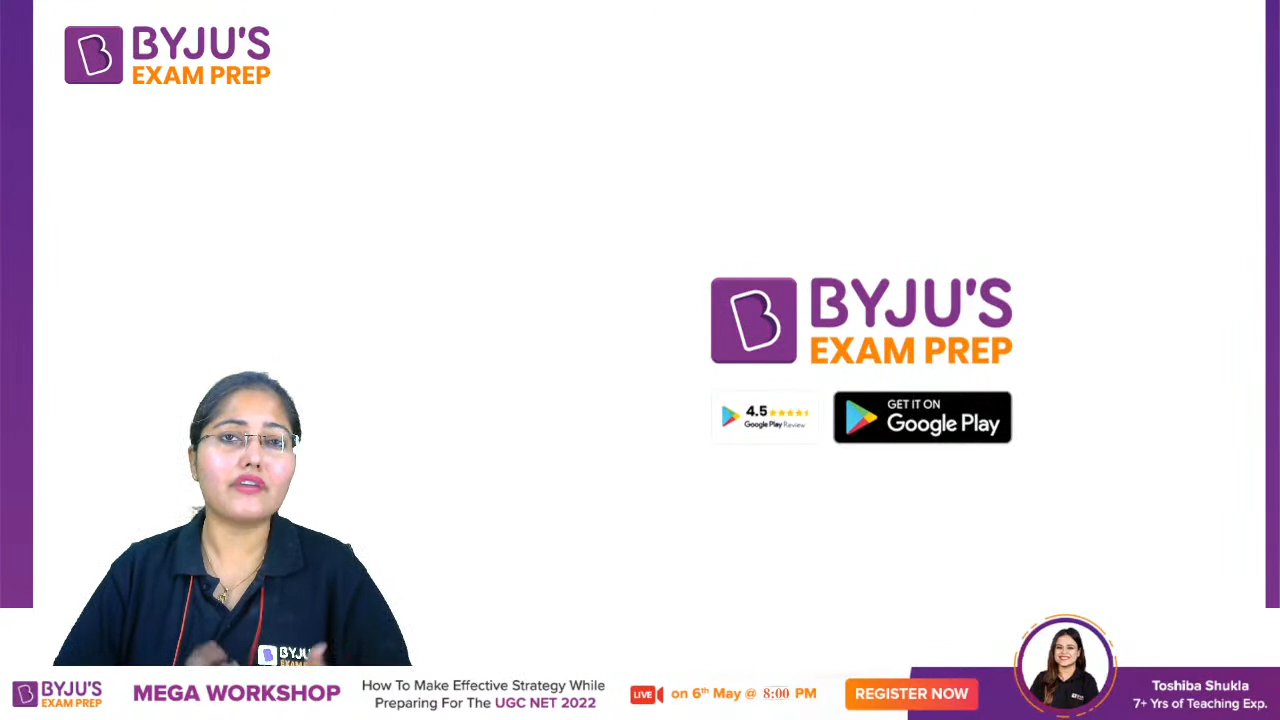 BYJU'S
EXAM PREP
BYJU'S
EXAM PREP
4.5
Google Play Review
GET IT ON
Google Play
BYJU'S
EXAM
BYJU'S
EXAM PREP
MEGA WORKSHOP
How To Make Effective Strategy While
Preparing For The UGC NET 2022
LIVE
on 6th May @ 8:00 PM
REGISTER NOW
Toshiba Shukla
7+ Yrs of Teaching Exp.